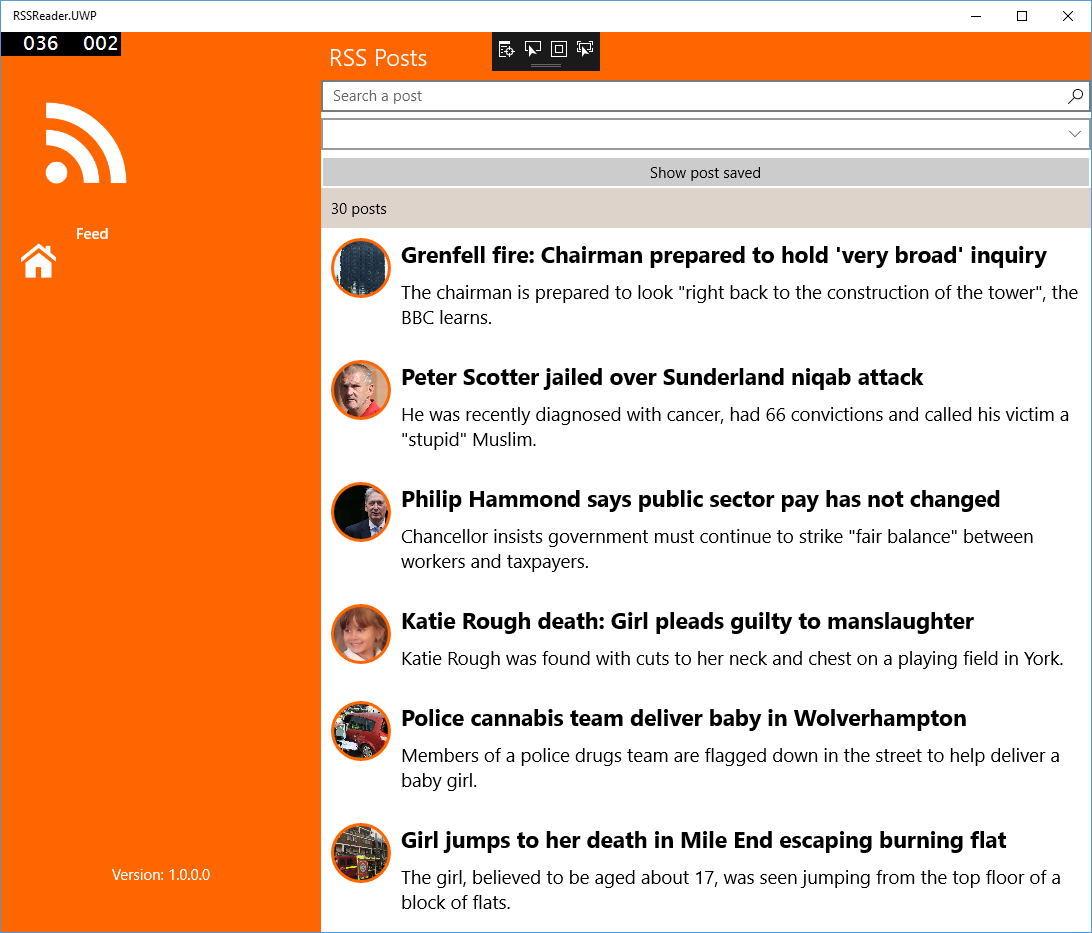 RSSReader.UWP
036 002
RSS Posts
Search a post
Show post saved
30 posts
Feed
Grenfell fire: Chairman prepared to hold 'very broad' inquiry
The chairman is prepared to look "right back to the construction of the tower", the
BBC learns.
Peter Scotter jailed over Sunderland niqab attack
He was recently diagnosed with cancer, had 66 convictions and called his victim a
"stupid" Muslim.
Philip Hammond says public sector pay has not changed
Chancellor insists government must continue to strike "fair balance" between
workers and taxpayers.
Katie Rough death: Girl pleads guilty to manslaughter
Katie Rough was found with cuts to her neck and chest on a playing field in York.
Police cannabis team deliver baby in Wolverhampton
Members of a police drugs team are flagged down in the street to help deliver a
baby girl.
Girl jumps to her death in Mile End escaping burning flat
The girl, believed to be aged about 17, was seen jumping from the top floor of a
block of flats.
Version: 1.0.0.0